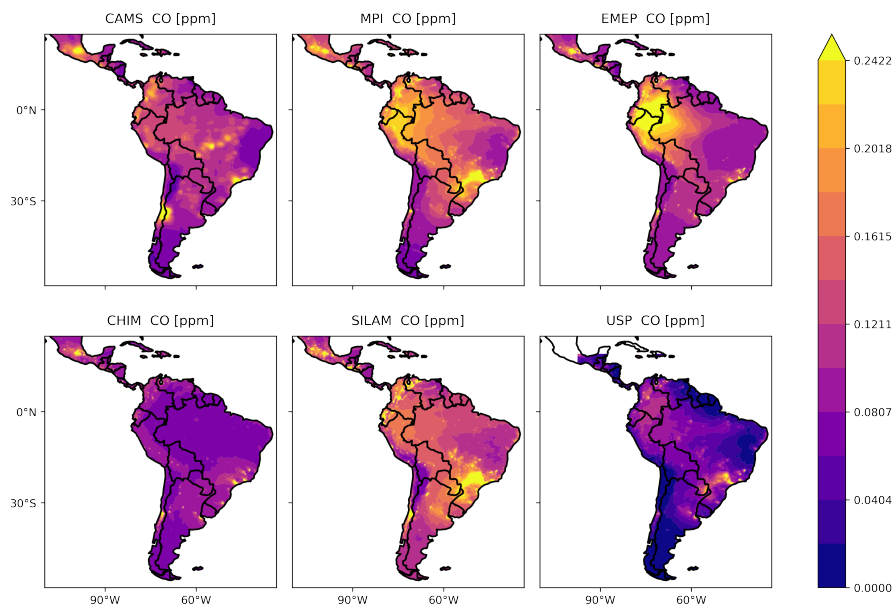 CAMS CO [ppm]
MPI CO [ppm]
EMEP CO [ppm]
0°N
30°S
CHIM CO [ppm]
SILAM CO [ppm]
USP CO [ppm]
0°N
30°S
90°W
60°W
90°W
60°W
90°W
60°W
0.2422
0.2018
0.1615
0.1211
0.0807
0.0404
0.0000